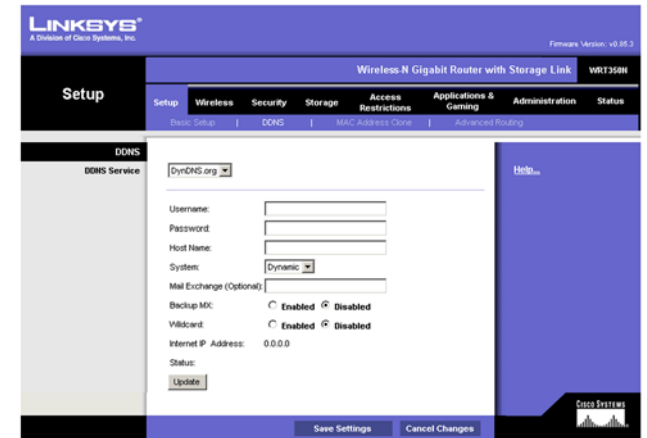 LINKSYS®
A Division of Cisco Systems, Inc.
Firmware Version: v0.85.3
Wireless-N Gigabit Router with Storage Link WRT350N
Setup
Setup Wireless Security Storage Access Restrictions Applications & Gaming Administration Status
Basic Setup | DDNS | MAC Address Clone | Advanced Routing
DDNS
DDNS Service
DynDNS.org
Help...
Username:
Password:
Host Name:
System: Dynamic
Mail Exchange (Optional):
Backup MX: Enabled Disabled
Wildcard: Enabled Disabled
Internet IP Address: 0.0.0.0
Status:
Update
Save Settings Cancel Changes
CISCO SYSTEMS